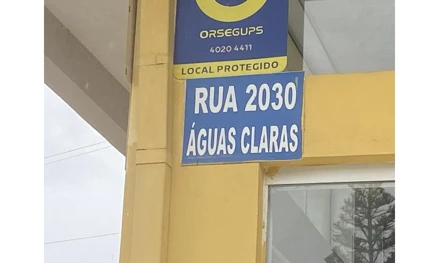 ORSEGUPS
4020 4411
LOCAL PROTEGIDO
RUA 2030
ÁGUAS CLARAS